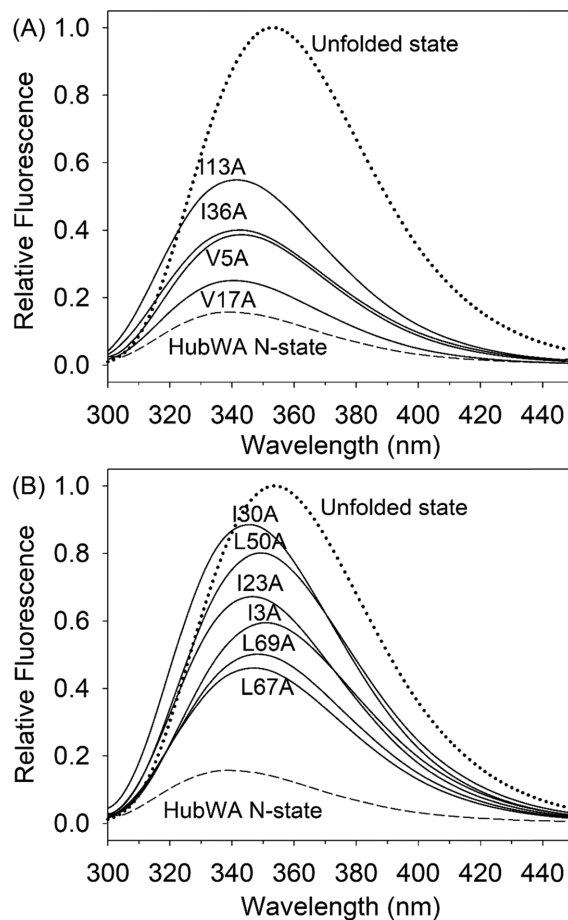 (A)
Relative Fluorescence
1.0
0.8
0.6
0.4
0.2
0.0
Unfolded state
I13A
I36A
V5A
V17A
HubWA N-state
300 320 340 360 380 400 420 440
Wavelength (nm)
(B)
Relative Fluorescence
1.0
0.8
0.6
0.4
0.2
0.0
Unfolded state
I30A
L50A
I23A
I3A
L69A
L67A
HubWA N-state
300 320 340 360 380 400 420 440
Wavelength (nm)